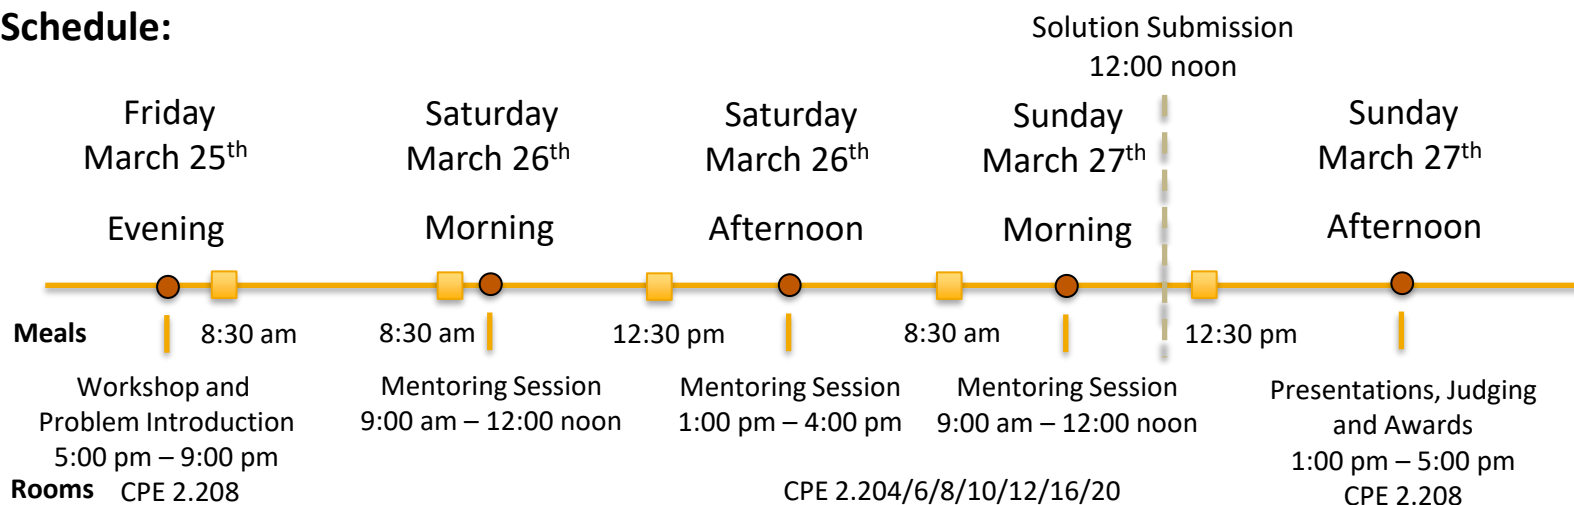 Schedule:
Solution Submission
12:00 noon
Friday
March 25th
Evening
Saturday
March 26th
Morning
Saturday
March 26th
Afternoon
Sunday
March 27th
Morning
Sunday
March 27th
Afternoon
Meals
8:30 am
8:30 am
12:30 pm
8:30 am
12:30 pm
Workshop and
Problem Introduction
5:00 pm – 9:00 pm
Mentoring Session
9:00 am – 12:00 noon
Mentoring Session
1:00 pm – 4:00 pm
Mentoring Session
9:00 am – 12:00 noon
Presentations, Judging
and Awards
1:00 pm – 5:00 pm
Rooms
CPE 2.208
CPE 2.204/6/8/10/12/16/20
CPE 2.208